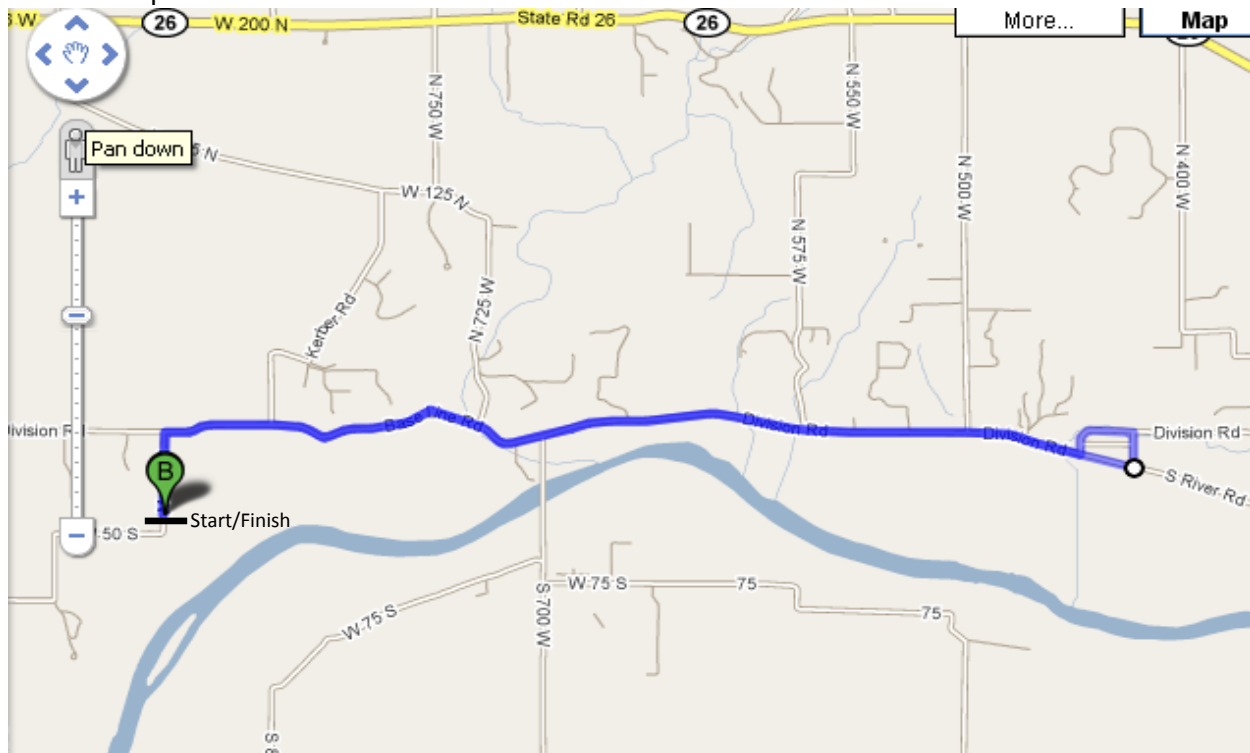 26
W 200 N
State Rd 26
26
More...
Map
Pan down
N 750 W
N 550 W
5 N
W 125 N
N 500 W
N 400 W
N 575 W
N 725 W
Kerber Rd
Base Line Rd
Division Rd
Division Rd
Division Rd
S River Rd
B
Start/Finish
50 S
W 75 S
75
75
W 75 S
S 700 W